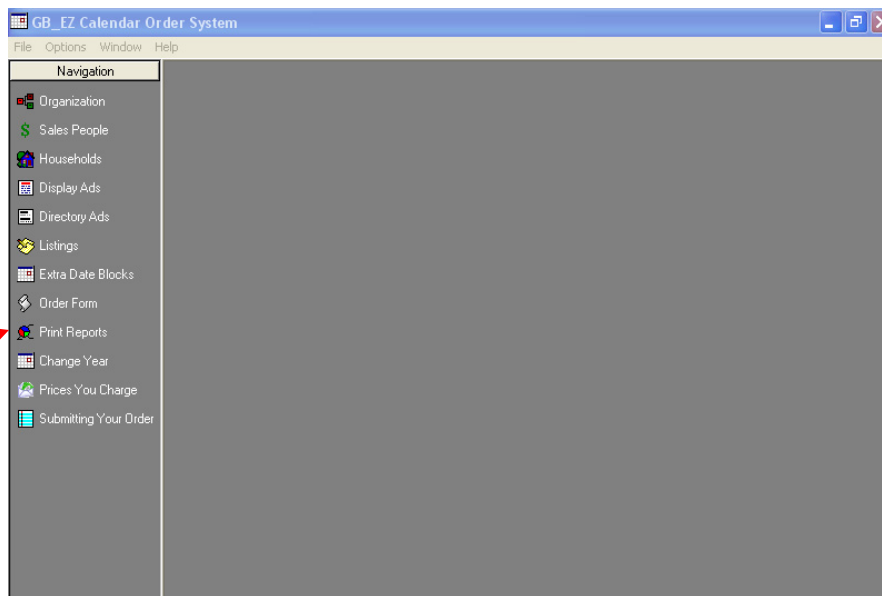 GB_EZ Calendar Order System
File Options Window Help
Navigation
Organization
Sales People
Households
Display Ads
Directory Ads
Listings
Extra Date Blocks
Order Form
Print Reports
Change Year
Prices You Charge
Submitting Your Order